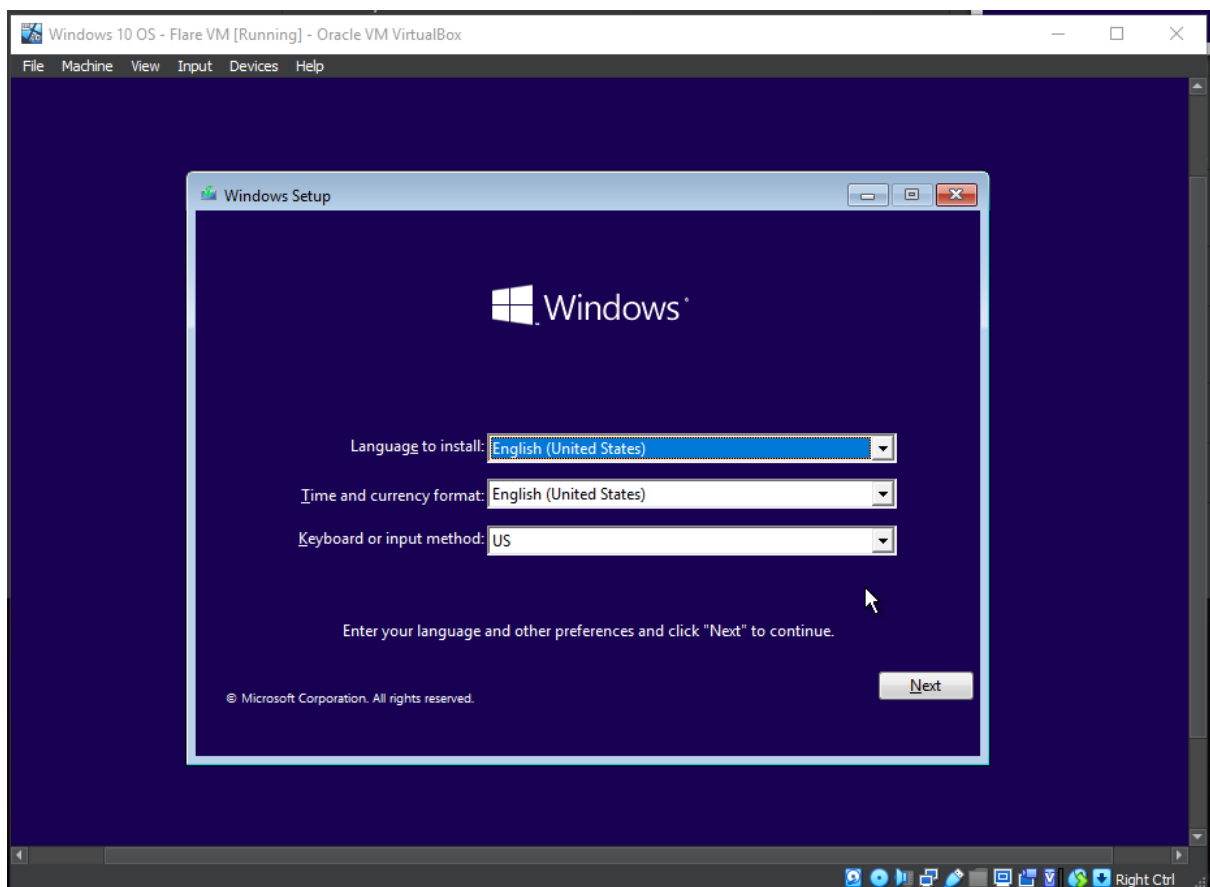 Windows 10 OS - Flare VM [Running] - Oracle VM VirtualBox
File Machine View Input Devices Help
Windows Setup
Windows
Language to install: English (United States)
Time and currency format: English (United States)
Keyboard or input method: US
Enter your language and other preferences and click "Next" to continue.
Next
© Microsoft Corporation. All rights reserved.
Right Ctrl